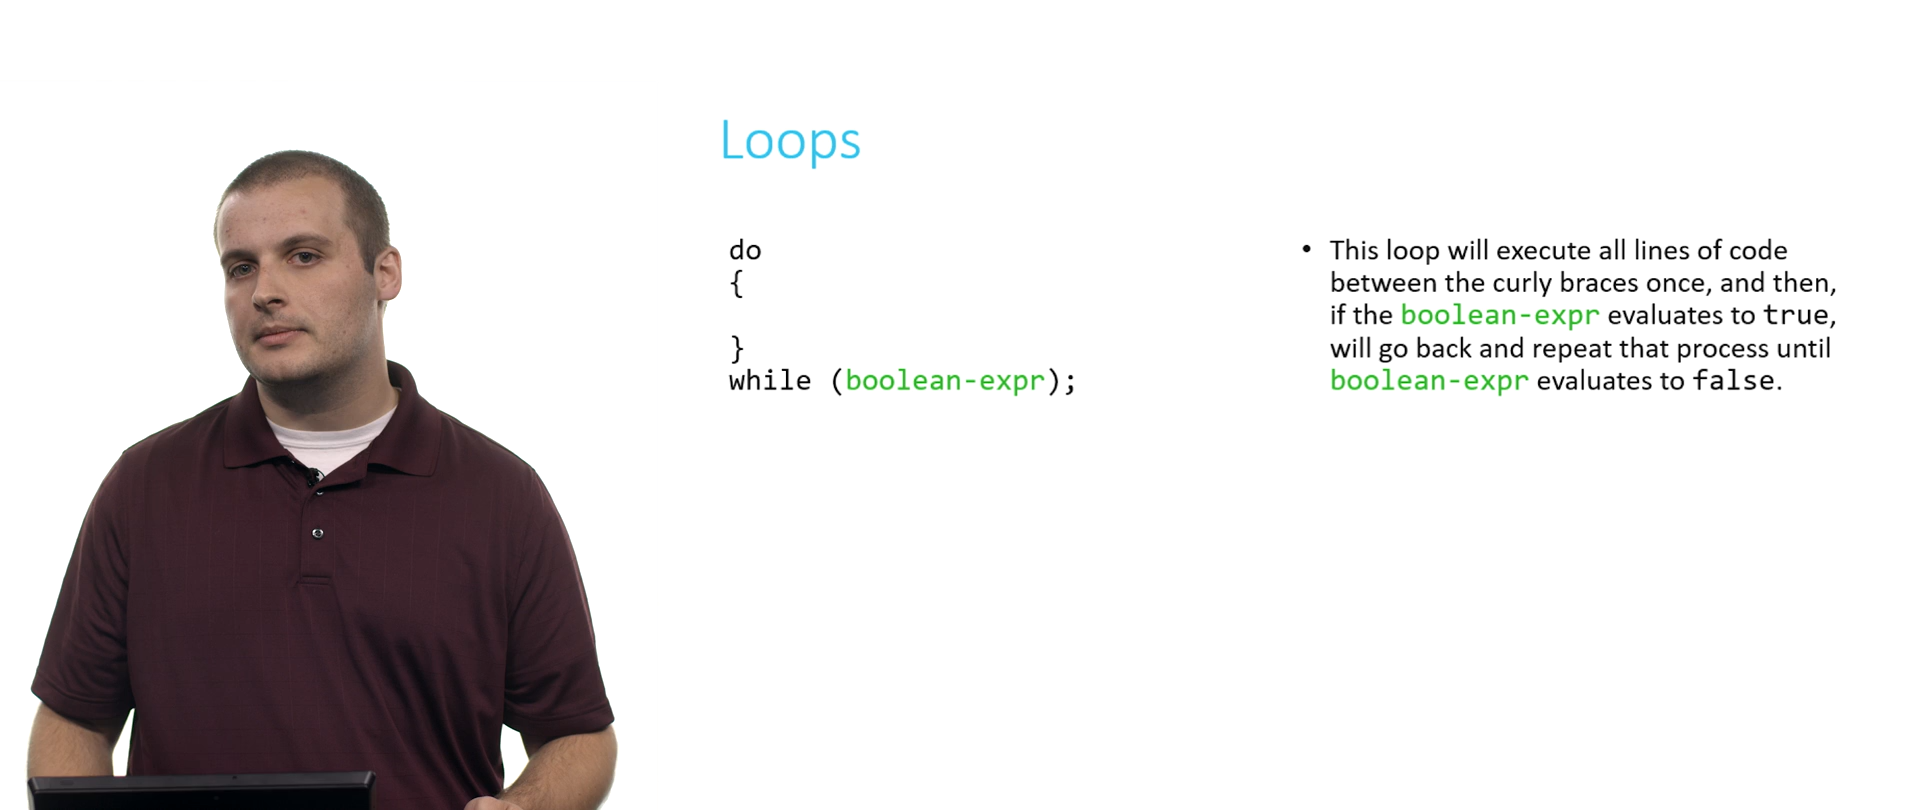 Loops
do
{
}
while (boolean-expr);
• This loop will execute all lines of code
between the curly braces once, and then,
if the boolean-expr evaluates to true,
will go back and repeat that process until
boolean-expr evaluates to false.